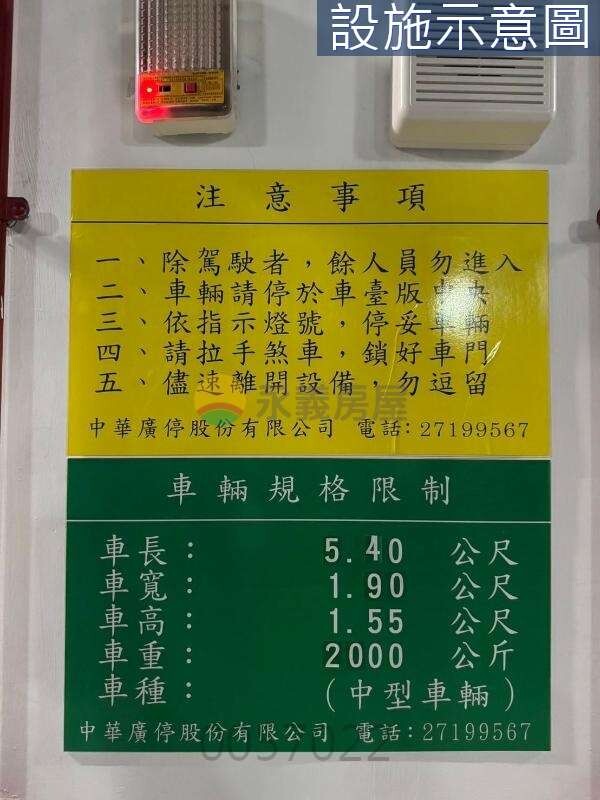 設施示意圖
注意事項
一、除駕駛者，餘人員勿進入
二、車輛請停於車臺版中央
三、依指示燈號，停妥車輛
四、請拉手煞車，鎖好車門
五、儘速離開設備，勿逗留
永義房屋
中華廣停股份有限公司 電話：27199567
車輛規格限制
車長： 5.40 公尺
車寬： 1.90 公尺
車高： 1.55 公尺
車重： 2000 公斤
車種： (中型車輛)
中華廣停股份有限公司 電話：27199567
0057022